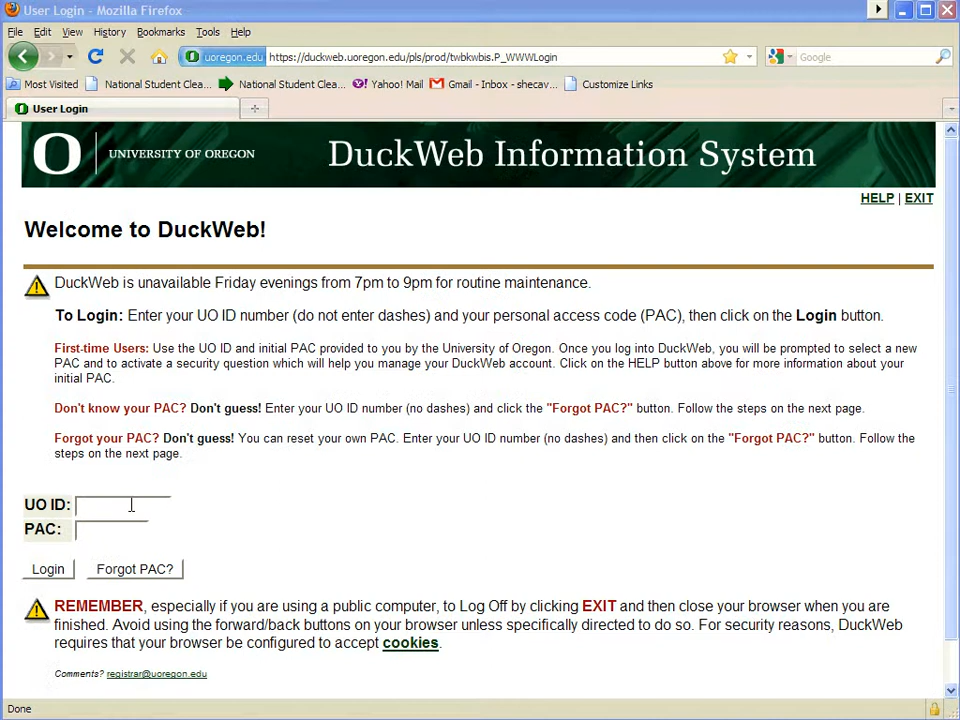 User Login - Mozilla Firefox
File Edit View History Bookmarks Tools Help
uoregon.edu https://duckweb.uoregon.edu/pls/prod/twbkwbis.P_WWWLogin Google
Most Visited National Student Clea... National Student Clea... Yahoo! Mail Gmail - Inbox - shecav... Customize Links
User Login
O UNIVERSITY OF OREGON DuckWeb Information System
HELP | EXIT
Welcome to DuckWeb!
DuckWeb is unavailable Friday evenings from 7pm to 9pm for routine maintenance.
To Login: Enter your UO ID number (do not enter dashes) and your personal access code (PAC), then click on the Login button.
First-time Users: Use the UO ID and initial PAC provided to you by the University of Oregon. Once you log into DuckWeb, you will be prompted to select a new
PAC and to activate a security question which will help you manage your DuckWeb account. Click on the HELP button above for more information about your
initial PAC.
Don't know your PAC? Don't guess! Enter your UO ID number (no dashes) and click the "Forgot PAC?" button. Follow the steps on the next page.
Forgot your PAC? Don't guess! You can reset your own PAC. Enter your UO ID number (no dashes) and then click on the "Forgot PAC?" button. Follow the
steps on the next page.
UO ID:
PAC:
Login Forgot PAC?
REMEMBER, especially if you are using a public computer, to Log Off by clicking EXIT and then close your browser when you are
finished. Avoid using the forward/back buttons on your browser unless specifically directed to do so. For security reasons, DuckWeb
requires that your browser be configured to accept cookies.
Comments? registrar@uoregon.edu
Done